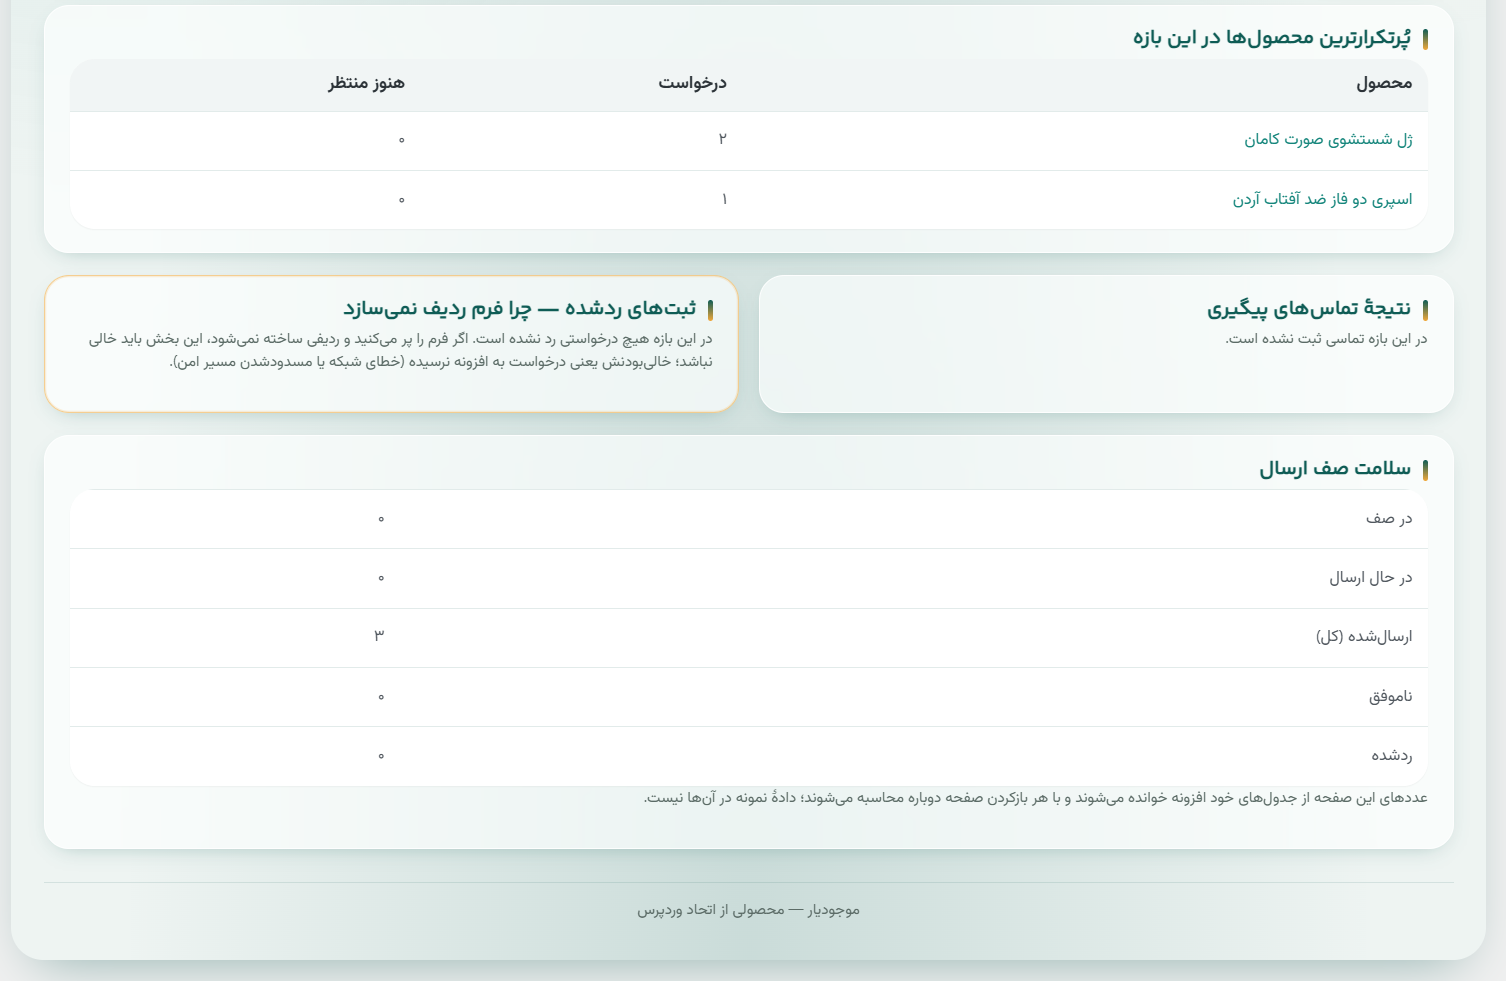 پُرتکرارترین محصول‌ها در این بازه
محصول درخواست هنوز منتظر
ژل شستشوی صورت کامان ۲ ۰
اسپری دو فاز ضد آفتاب آردن ۱ ۰
نتیجهٔ تماس‌های پیگیری
در این بازه تماسی ثبت نشده است.
ثبت‌های ردشده — چرا فرم ردیف نمی‌سازد
در این بازه هیچ درخواستی رد نشده است. اگر فرم را پر می‌کنید و ردیفی ساخته نمی‌شود، این بخش باید خالی
نباشد؛ خالی‌بودنش یعنی درخواست به افزونه نرسیده (خطای شبکه یا مسدودشدن مسیر امن).
سلامت صف ارسال
در صف ۰
در حال ارسال ۰
ارسال‌شده (کل) ۳
ناموفق ۰
ردشده ۰
عددهای این صفحه از جدول‌های خود افزونه خوانده می‌شوند و با هر بازکردن صفحه دوباره محاسبه می‌شوند؛ دادهٔ نمونه در آن‌ها نیست.
موجودیار — محصولی از اتحاد وردپرس